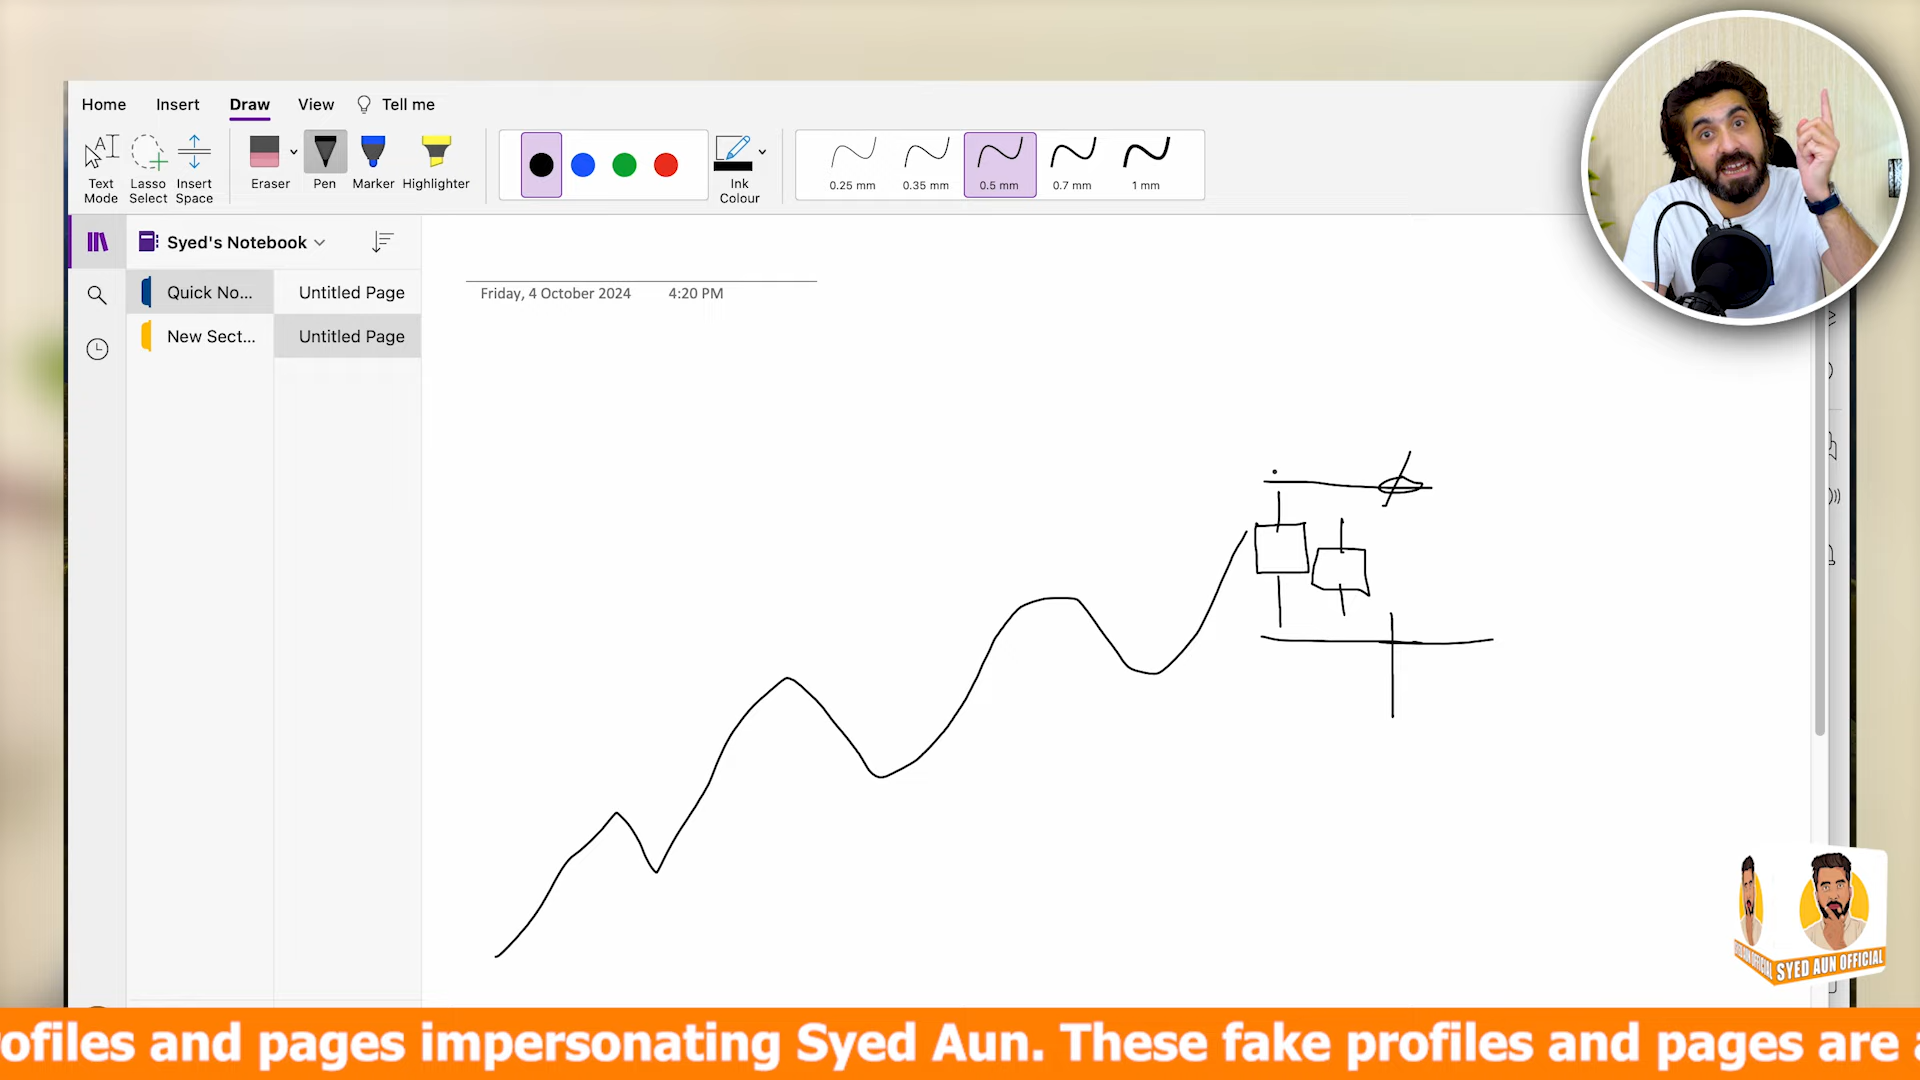 Home Insert Draw View Tell me
Text Mode
Lasso Select
Insert Space
Eraser
Pen
Marker
Highlighter
Ink Colour
0.25 mm
0.35 mm
0.5 mm
0.7 mm
1 mm
Syed's Notebook
Quick No...
Untitled Page
New Sect...
Untitled Page
Friday, 4 October 2024 4:20 PM
SYED AUN OFFICIAL
rofiles and pages impersonating Syed Aun. These fake profiles and pages are a